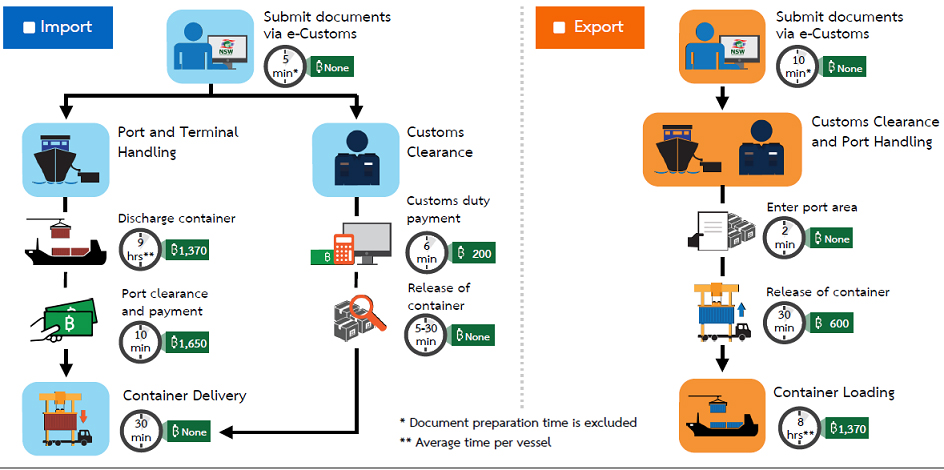 Import
Submit documents
via e-Customs
NSW
5
min*
฿ None
Port and Terminal
Handling
Discharge container
9
hrs**
฿1,370
Port clearance
and payment
฿
10
min
฿1,650
Container Delivery
30
min
฿ None
Customs
Clearance
Customs duty
payment
฿
6
min
฿ 200
Release of
container
5-30
min
฿ None
* Document preparation time is excluded
** Average time per vessel
Export
Submit documents
via e-Customs
NSW
10
min*
฿ None
Customs Clearance
and Port Handling
Enter port area
2
min
฿ None
Release of container
30
min
฿ 600
Container Loading
8
hrs**
฿1,370